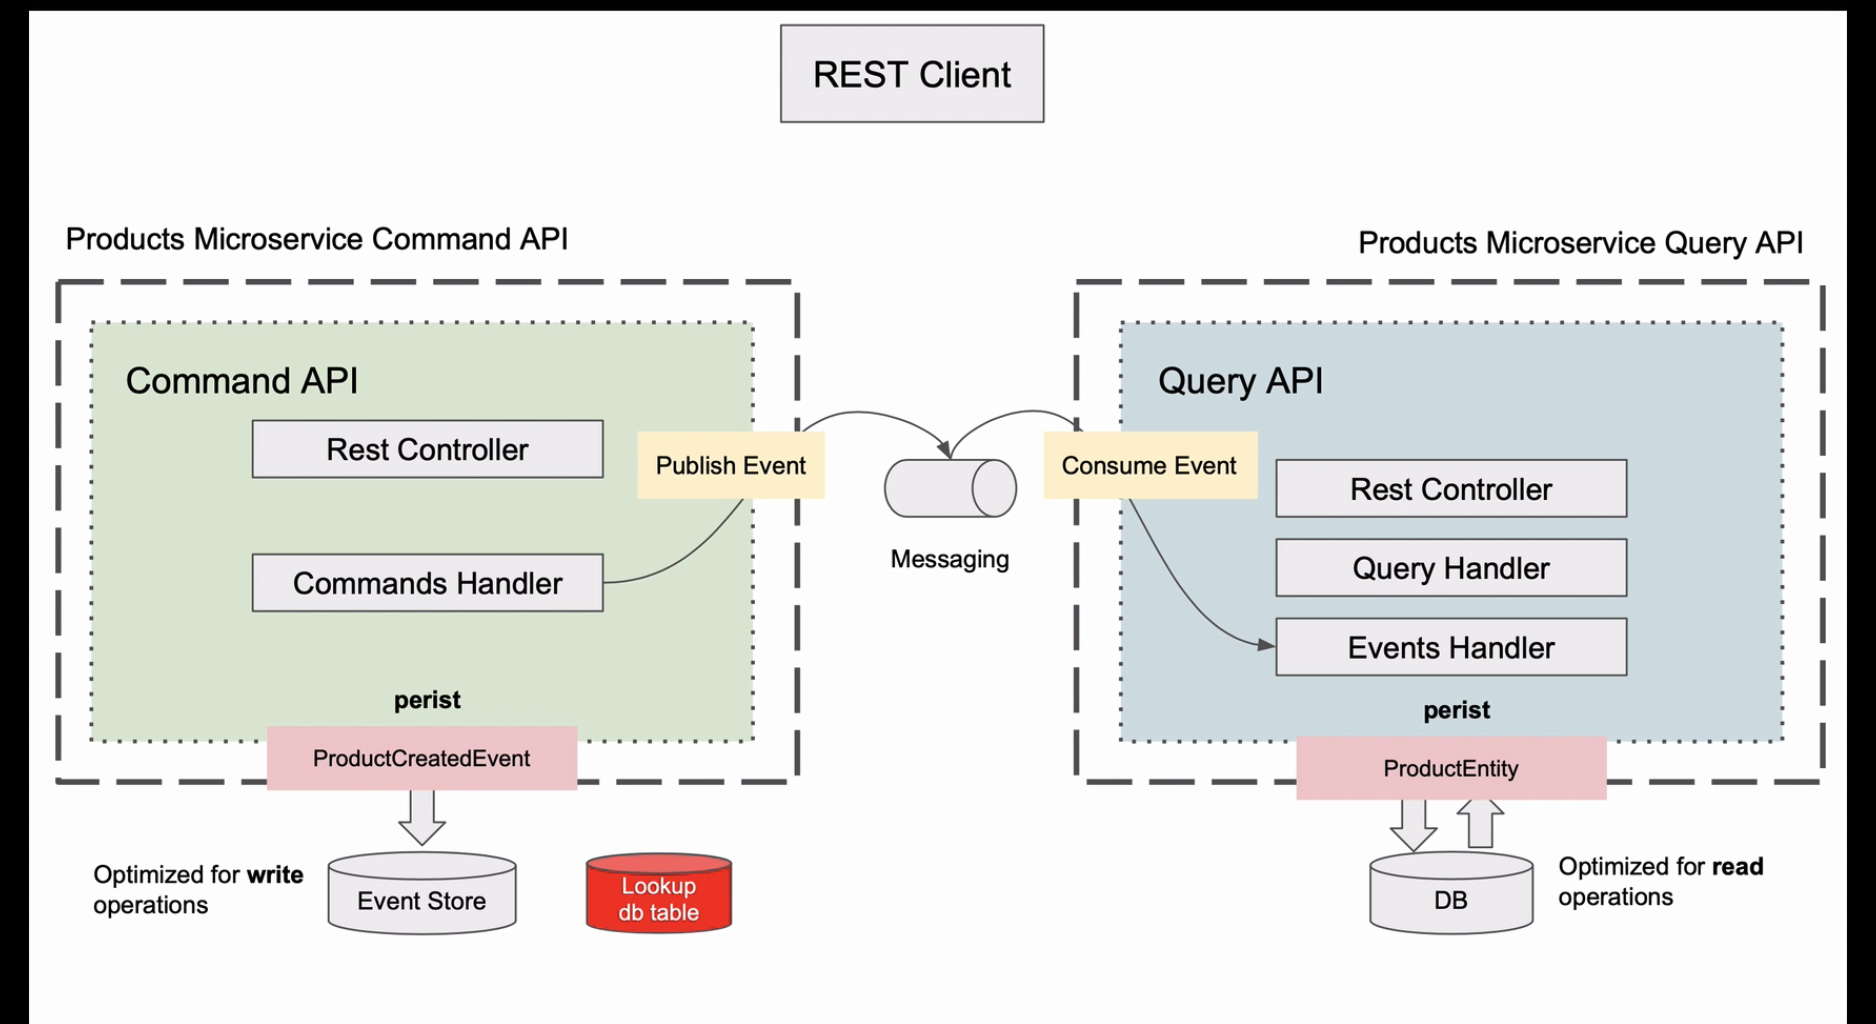 REST Client
Products Microservice Command API
Products Microservice Query API
Command API
Rest Controller
Commands Handler
Publish Event
perist
ProductCreatedEvent
Messaging
Consume Event
Query API
Rest Controller
Query Handler
Events Handler
perist
ProductEntity
Optimized for write
operations
Event Store
Lookup
db table
DB
Optimized for read
operations